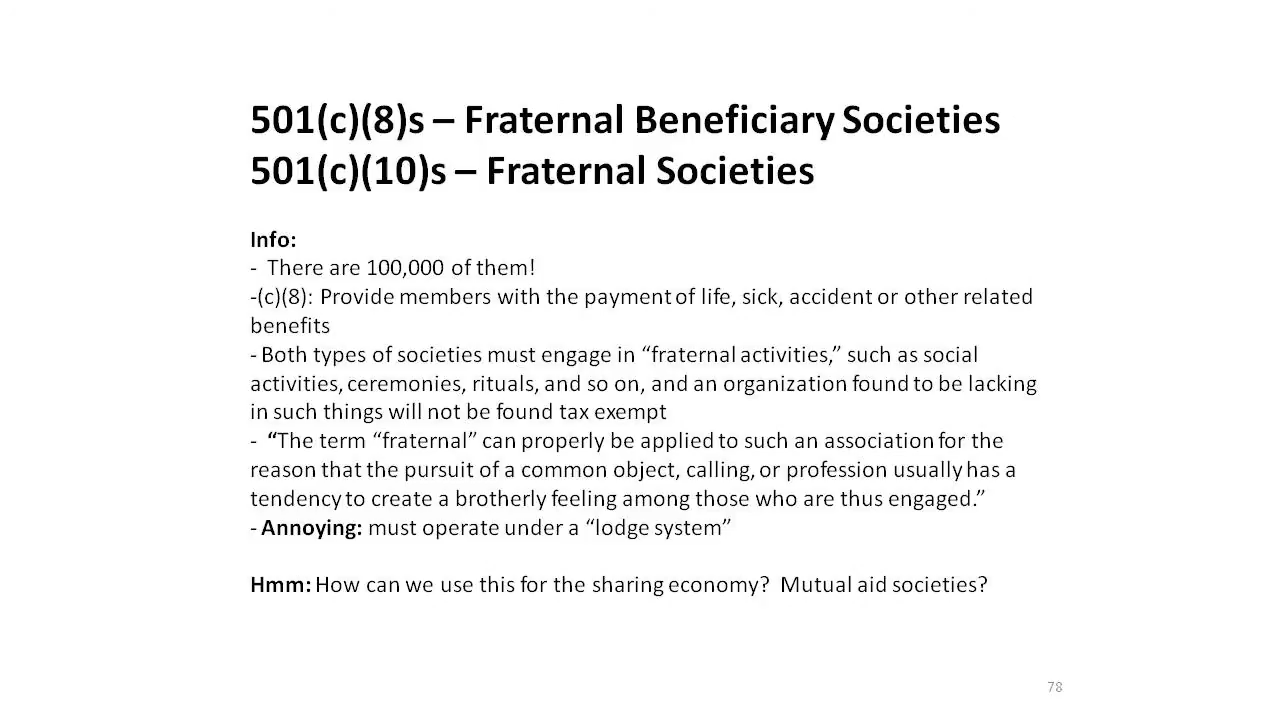 501(c)(8)s – Fraternal Beneficiary Societies
501(c)(10)s – Fraternal Societies
Info:
- There are 100,000 of them!
-(c)(8): Provide members with the payment of life, sick, accident or other related
benefits
- Both types of societies must engage in “fraternal activities,” such as social
activities, ceremonies, rituals, and so on, and an organization found to be lacking
in such things will not be found tax exempt
- “The term “fraternal” can properly be applied to such an association for the
reason that the pursuit of a common object, calling, or profession usually has a
tendency to create a brotherly feeling among those who are thus engaged.”
- Annoying: must operate under a “lodge system”
Hmm: How can we use this for the sharing economy? Mutual aid societies?
78